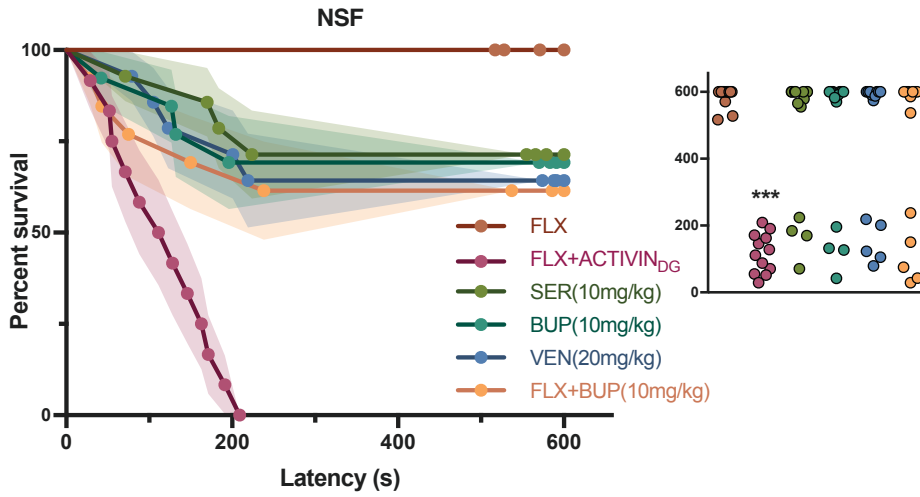 NSF
100
50
0
Percent survival
0
200
400
600
Latency (s)
FLX
FLX+ACTIVINDG
SER(10mg/kg)
BUP(10mg/kg)
VEN(20mg/kg)
FLX+BUP(10mg/kg)
600
400
200
0
***